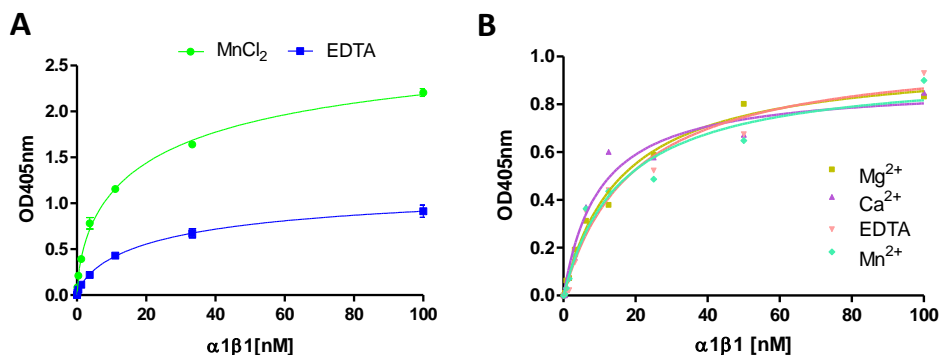 A
MnCl₂ EDTA
OD405nm
2.5
2.0
1.5
1.0
0.5
0.0
0 20 40 60 80 100
α1β1[nM]
B
OD405nm
1.0
0.8
0.6
0.4
0.2
0.0
Mg²⁺
Ca²⁺
EDTA
Mn²⁺
0 20 40 60 80 100
α1β1[nM]